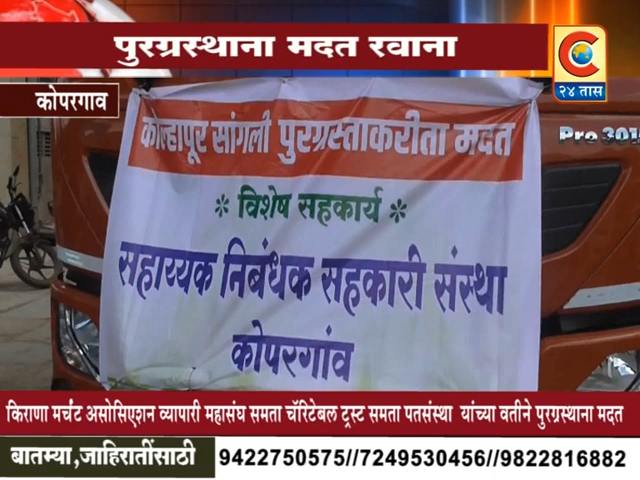 पुरग्रस्थाना मदत रवाना
C
२४ तास
कोपरगाव
कोल्हापूर सांगली पुरग्रस्ताकरीता मदत
Pro 301
* विशेष सहकार्य *
सहाय्यक निबंधक सहकारी संस्था
कोपरगांव
किराणा मर्चंट असोसिएशन व्यापारी महासंघ समता चॅरिटेबल ट्रस्ट समता पतसंस्था यांच्या वतीने पुरग्रस्थाना मदत
बातम्या,जाहिरातींसाठी
9422750575//7249530456//9822816882